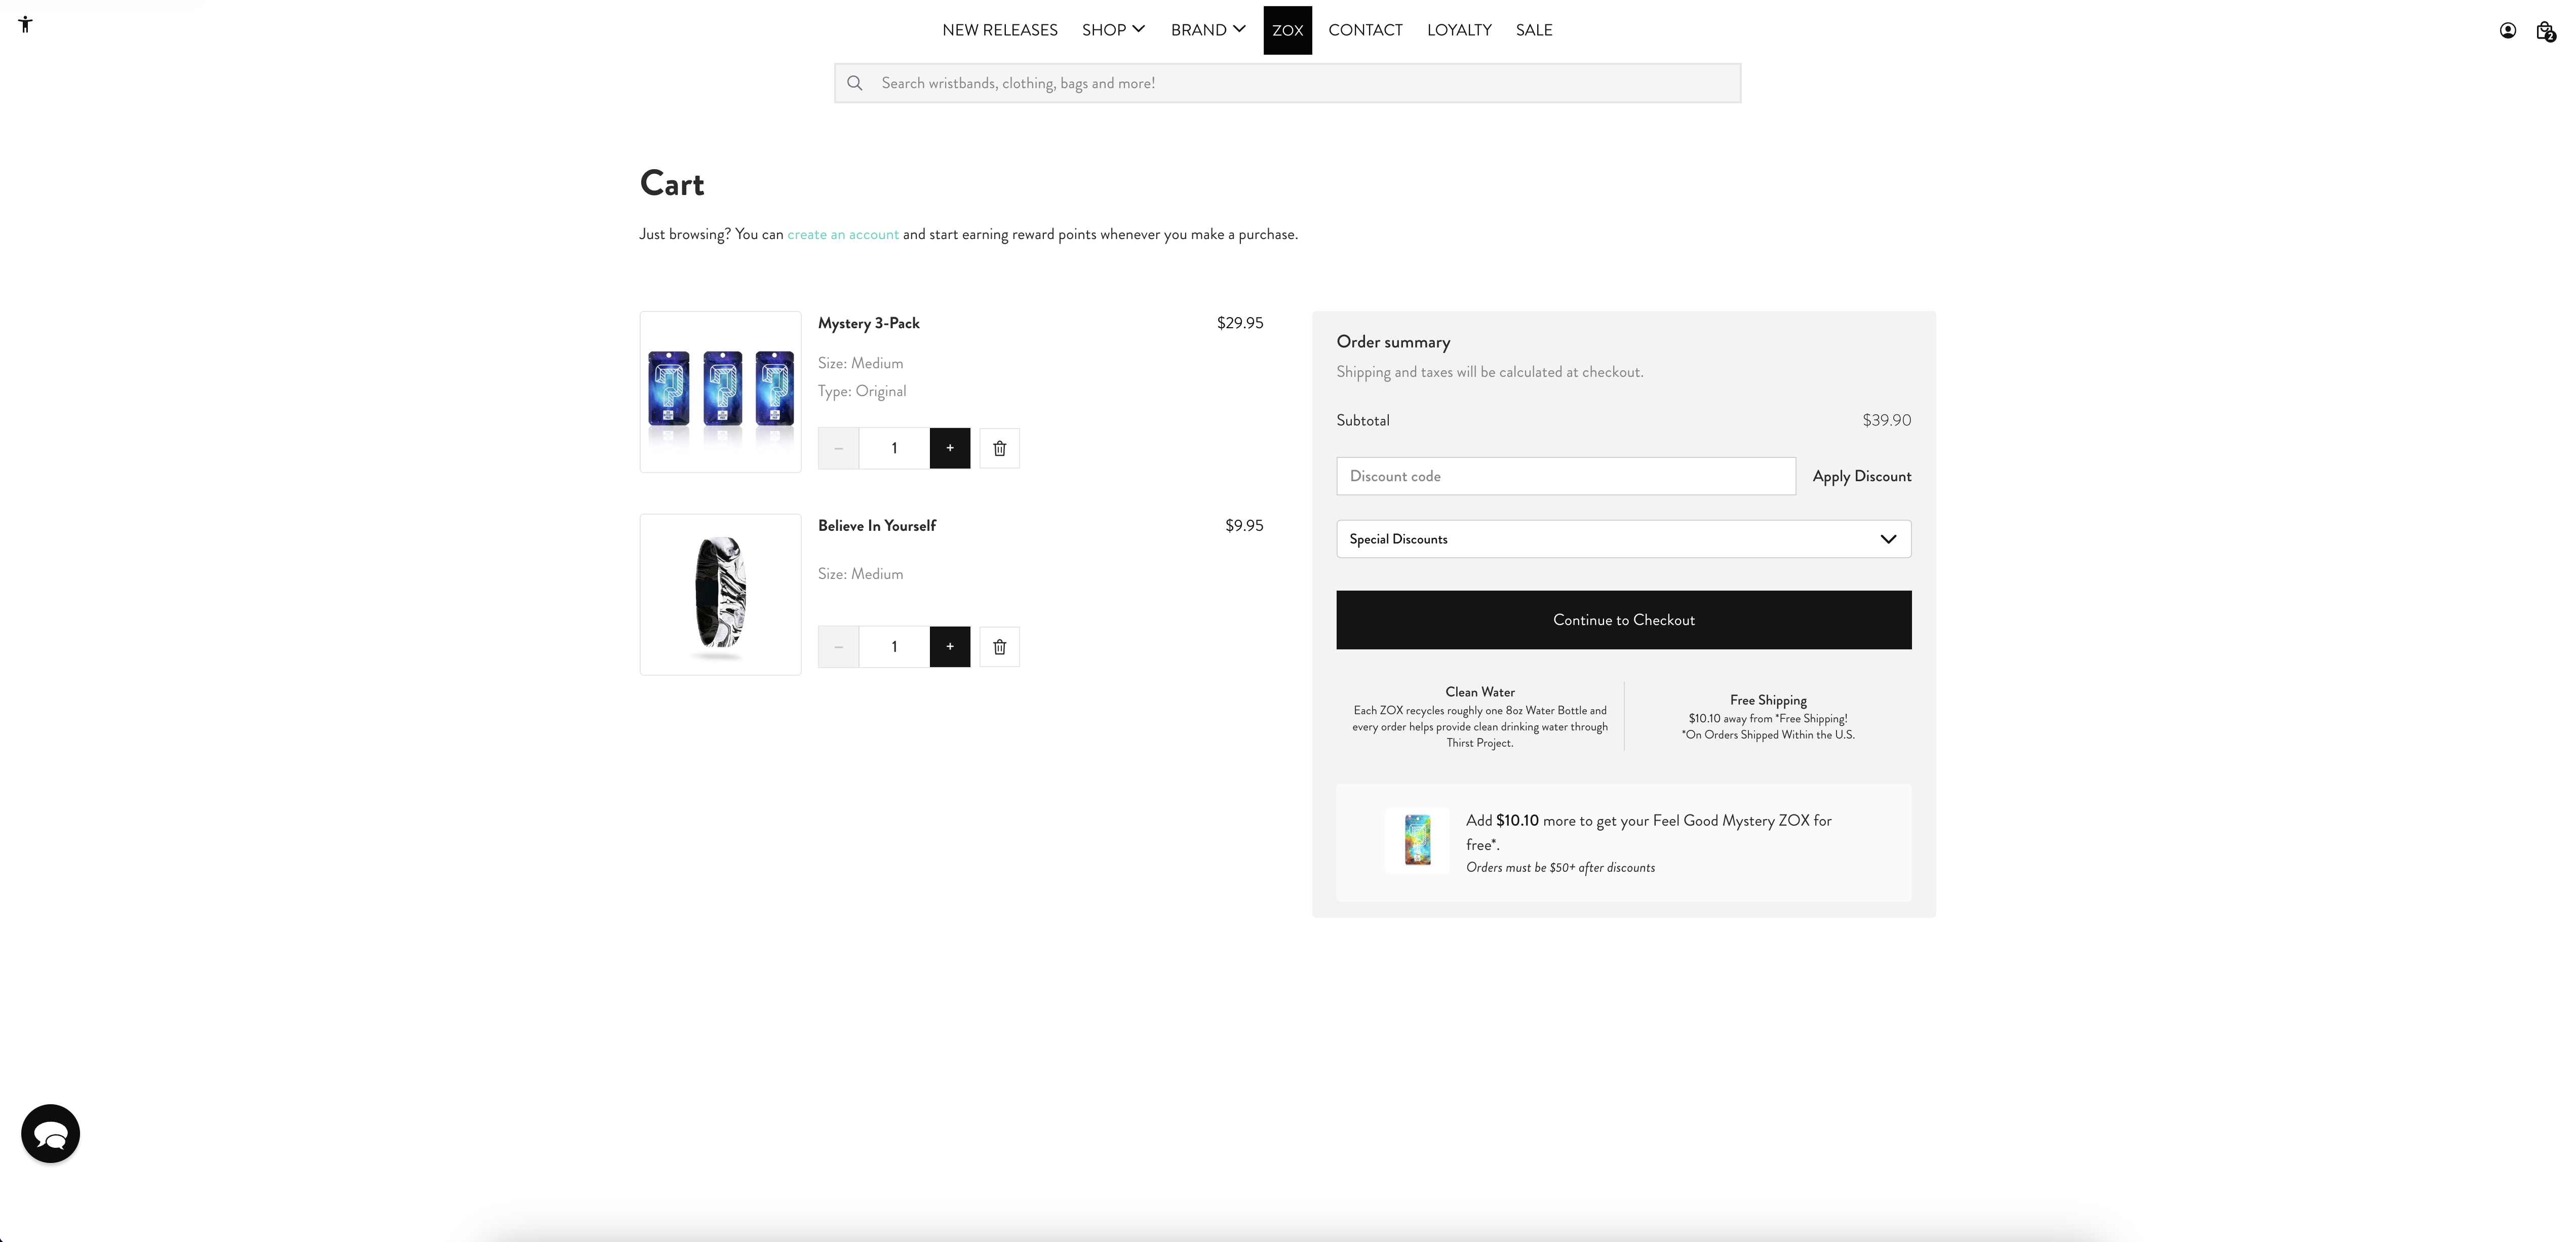 NEW RELEASES SHOP BRAND ZOX CONTACT LOYALTY SALE
2
Search wristbands, clothing, bags and more!
Cart
Just browsing? You can create an account and start earning reward points whenever you make a purchase.
Mystery 3-Pack $29.95
Size: Medium
Type: Original
− 1 +
Believe In Yourself $9.95
Size: Medium
− 1 +
Order summary
Shipping and taxes will be calculated at checkout.
Subtotal $39.90
Discount code Apply Discount
Special Discounts
Continue to Checkout
Clean Water
Each ZOX recycles roughly one 8oz Water Bottle and
every order helps provide clean drinking water through
Thirst Project.
Free Shipping
$10.10 away from *Free Shipping!
*On Orders Shipped Within the U.S.
Add $10.10 more to get your Feel Good Mystery ZOX for
free*.
Orders must be $50+ after discounts